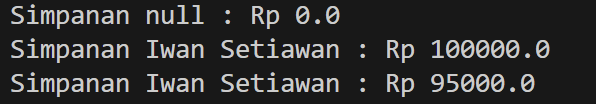 Simpanan null : Rp 0.0
Simpanan Iwan Setiawan : Rp 100000.0
Simpanan Iwan Setiawan : Rp 95000.0